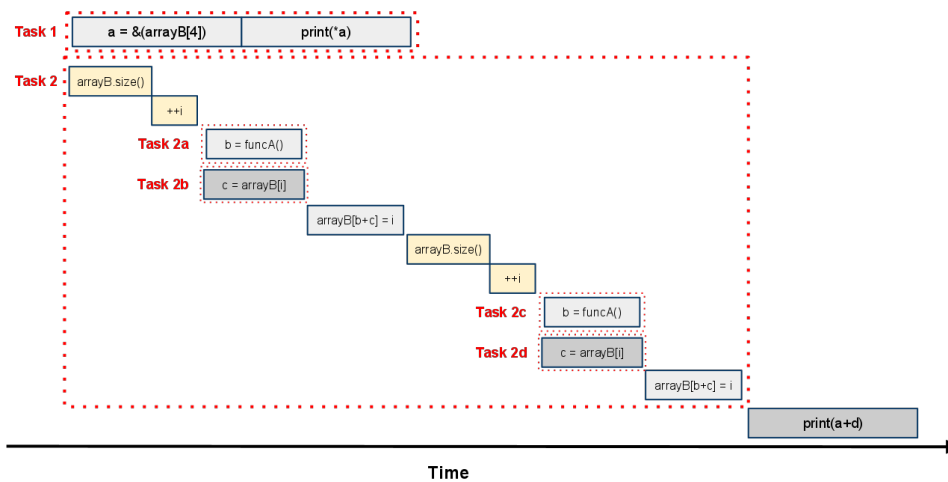 Task 1 a = &(arrayB[4]) print(*a)
Task 2 arrayB.size()
++i
Task 2a b = funcA()
Task 2b c = arrayB[i]
arrayB[b+c] = i
arrayB.size()
++i
Task 2c b = funcA()
Task 2d c = arrayB[i]
arrayB[b+c] = i
print(a+d)
Time